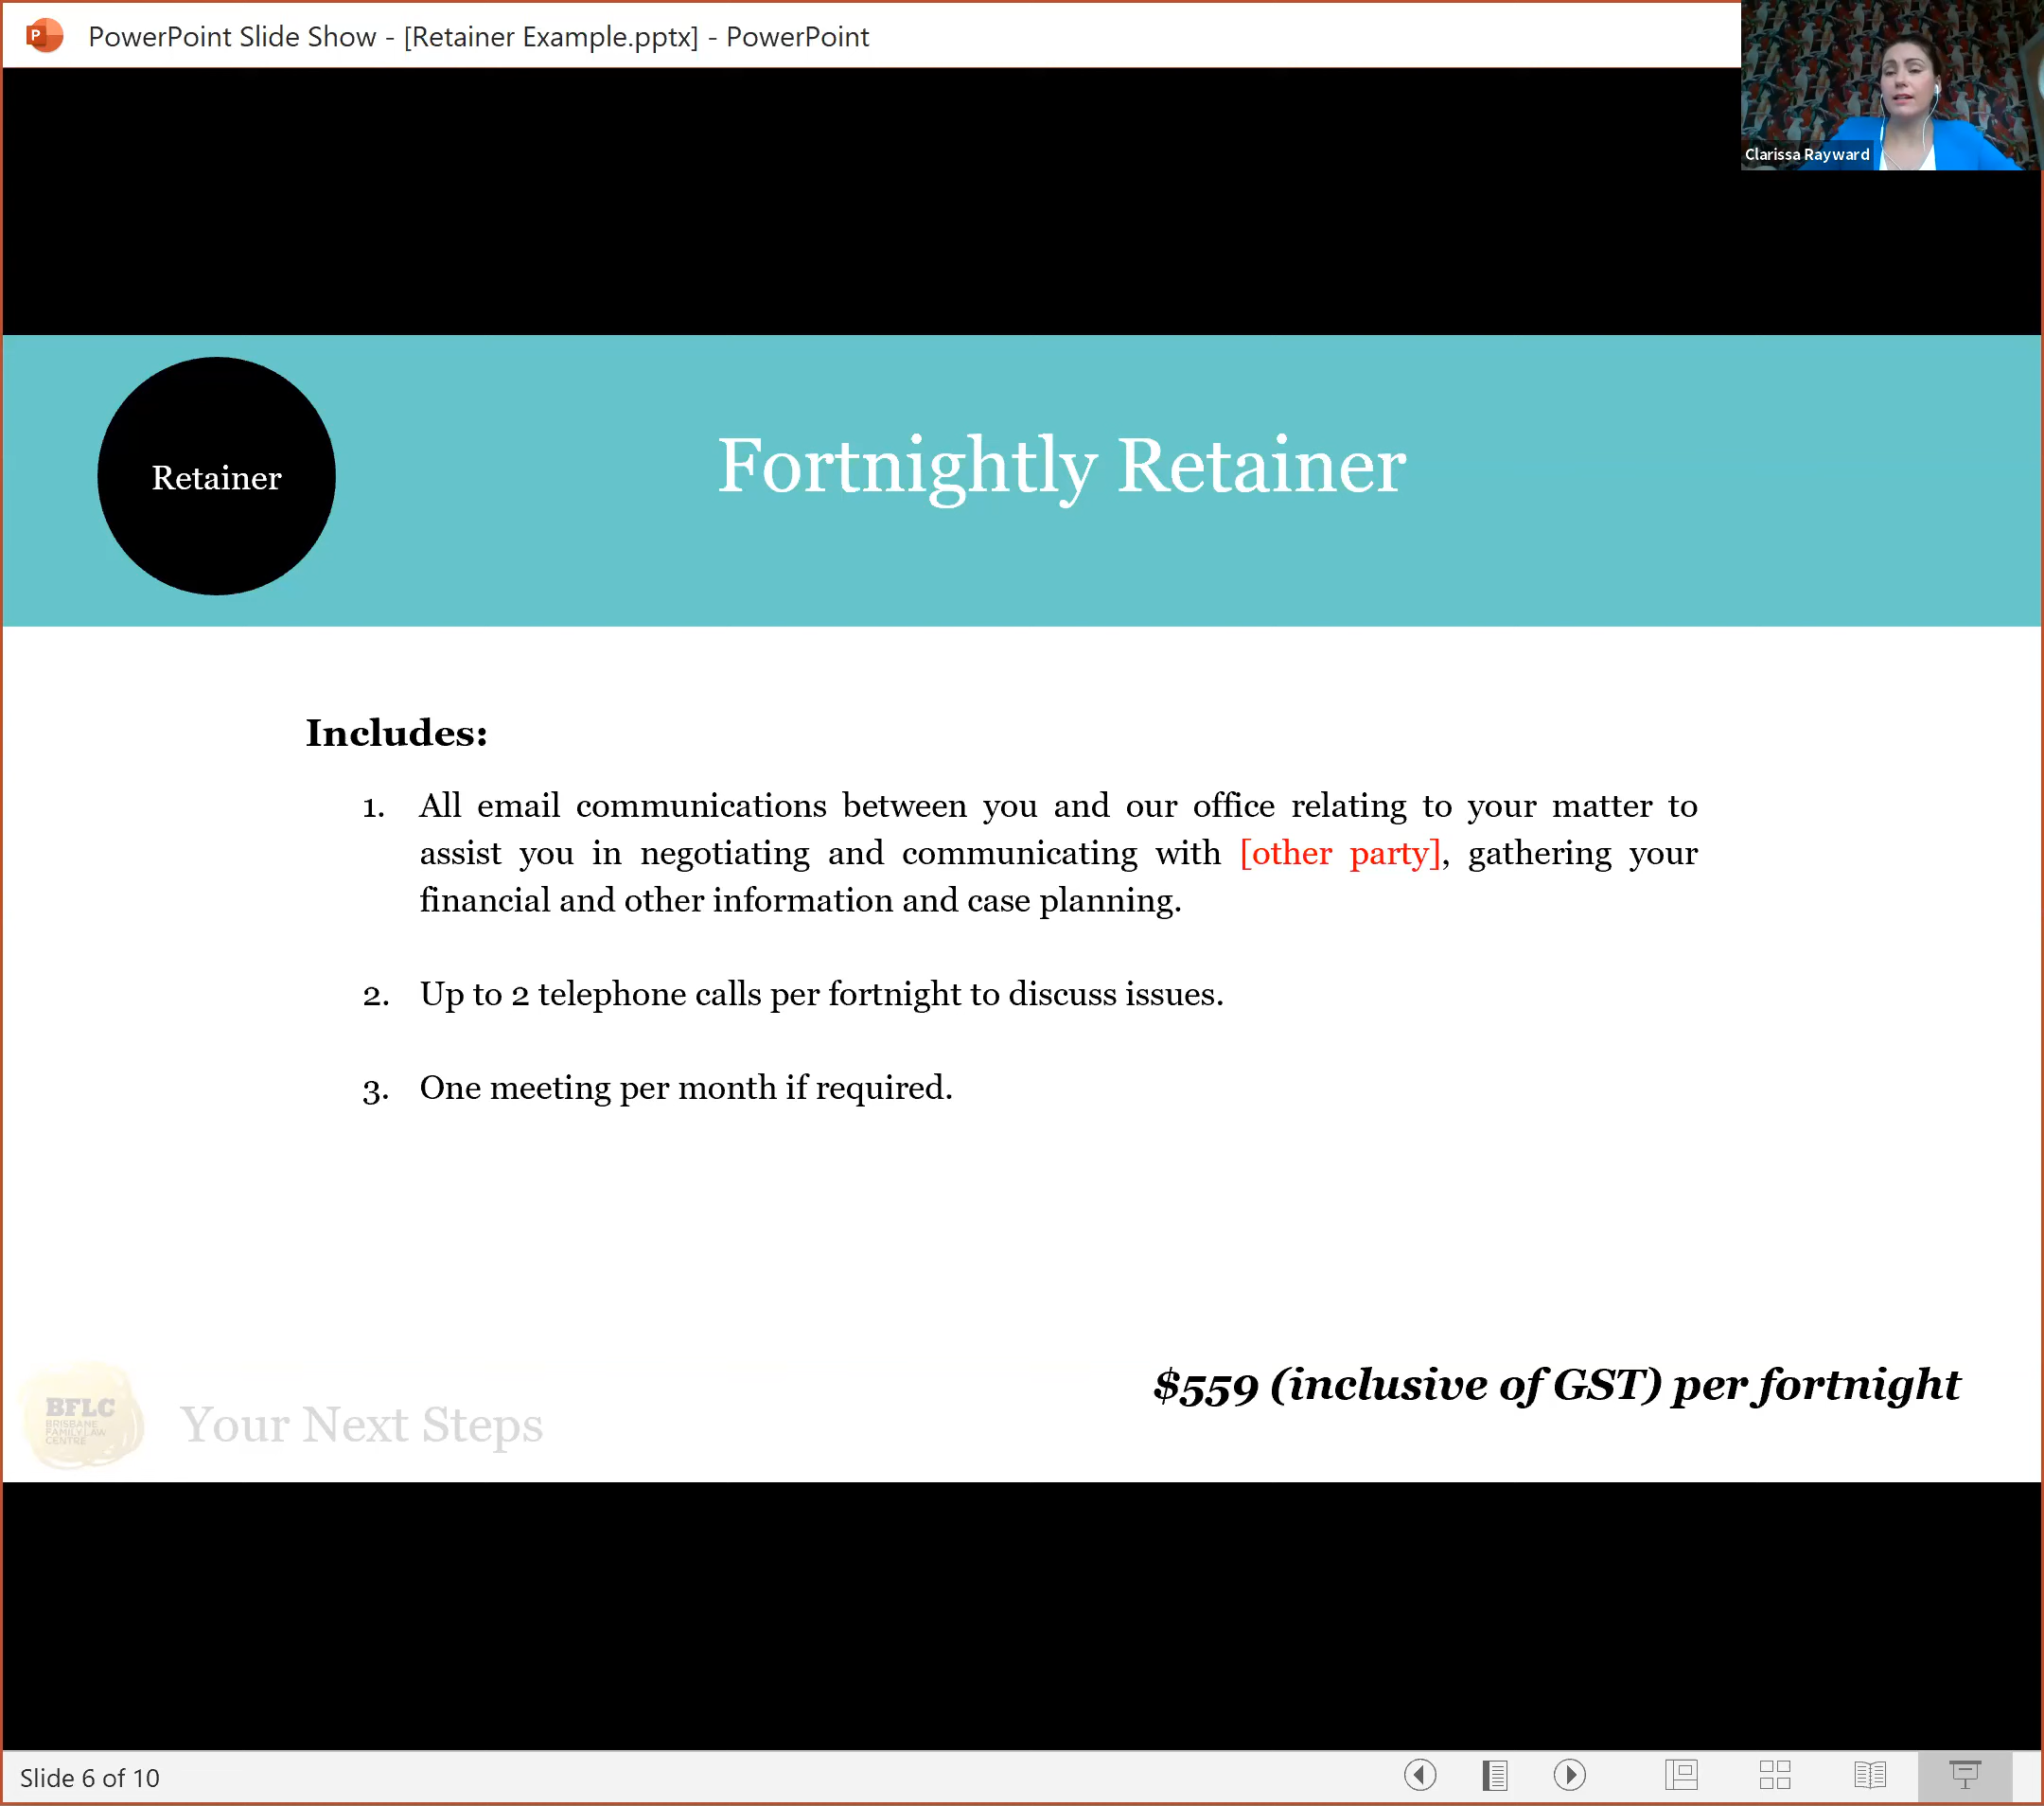 PowerPoint Slide Show - [Retainer Example.pptx] - PowerPoint
Clarissa Rayward
Retainer
Fortnightly Retainer
Includes:
1. All email communications between you and our office relating to your matter to
assist you in negotiating and communicating with [other party], gathering your
financial and other information and case planning.
2. Up to 2 telephone calls per fortnight to discuss issues.
3. One meeting per month if required.
$559 (inclusive of GST) per fortnight
BFLC
BRISBANE
FAMILY LAW
CENTRE
Your Next Steps
Slide 6 of 10